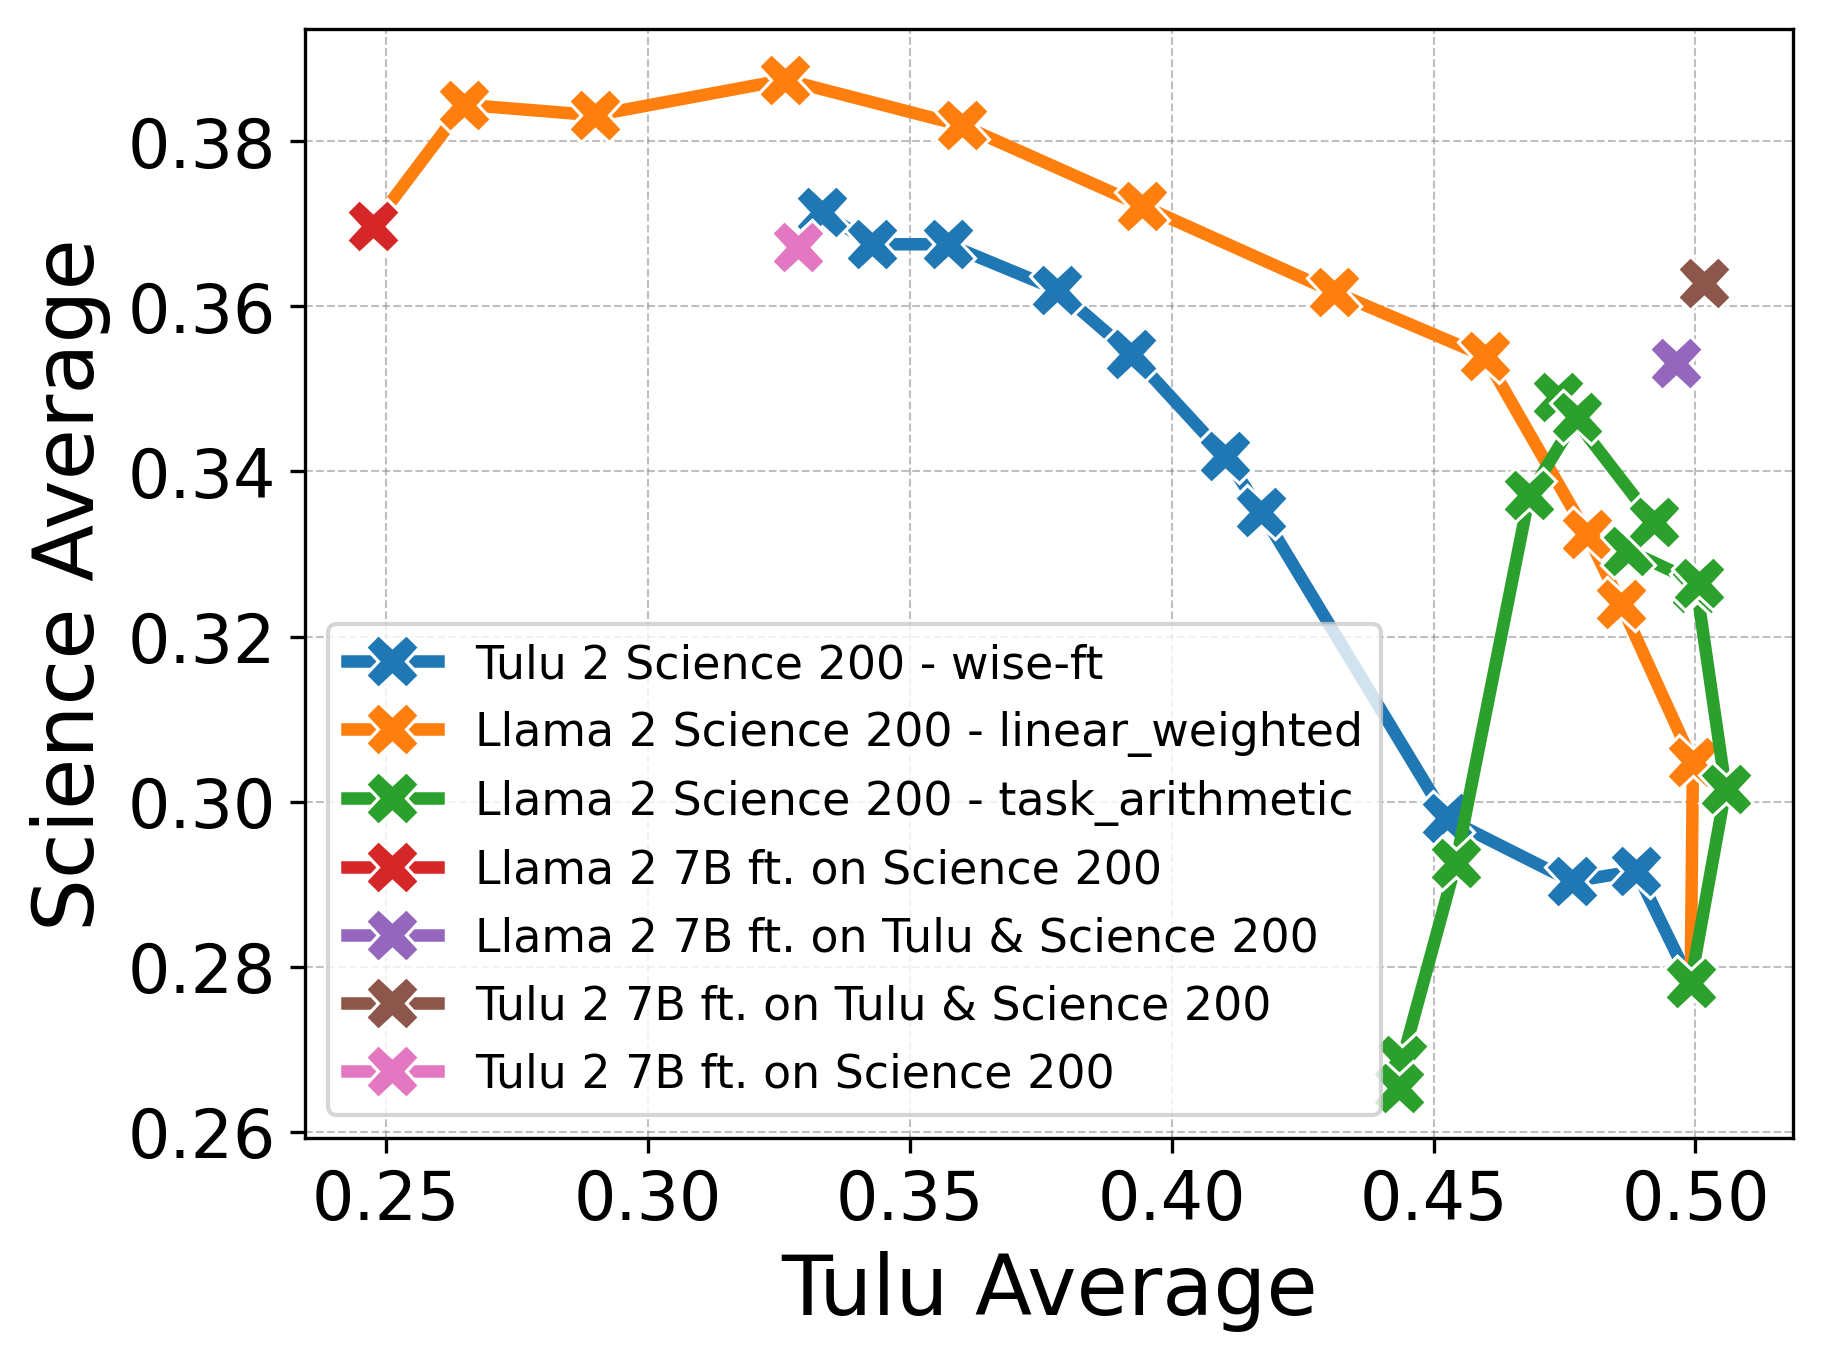 Science Average
0.38
0.36
0.34
0.32
0.30
0.28
0.26
Tulu 2 Science 200 - wise-ft
Llama 2 Science 200 - linear_weighted
Llama 2 Science 200 - task_arithmetic
Llama 2 7B ft. on Science 200
Llama 2 7B ft. on Tulu & Science 200
Tulu 2 7B ft. on Tulu & Science 200
Tulu 2 7B ft. on Science 200
0.25 0.30 0.35 0.40 0.45 0.50
Tulu Average